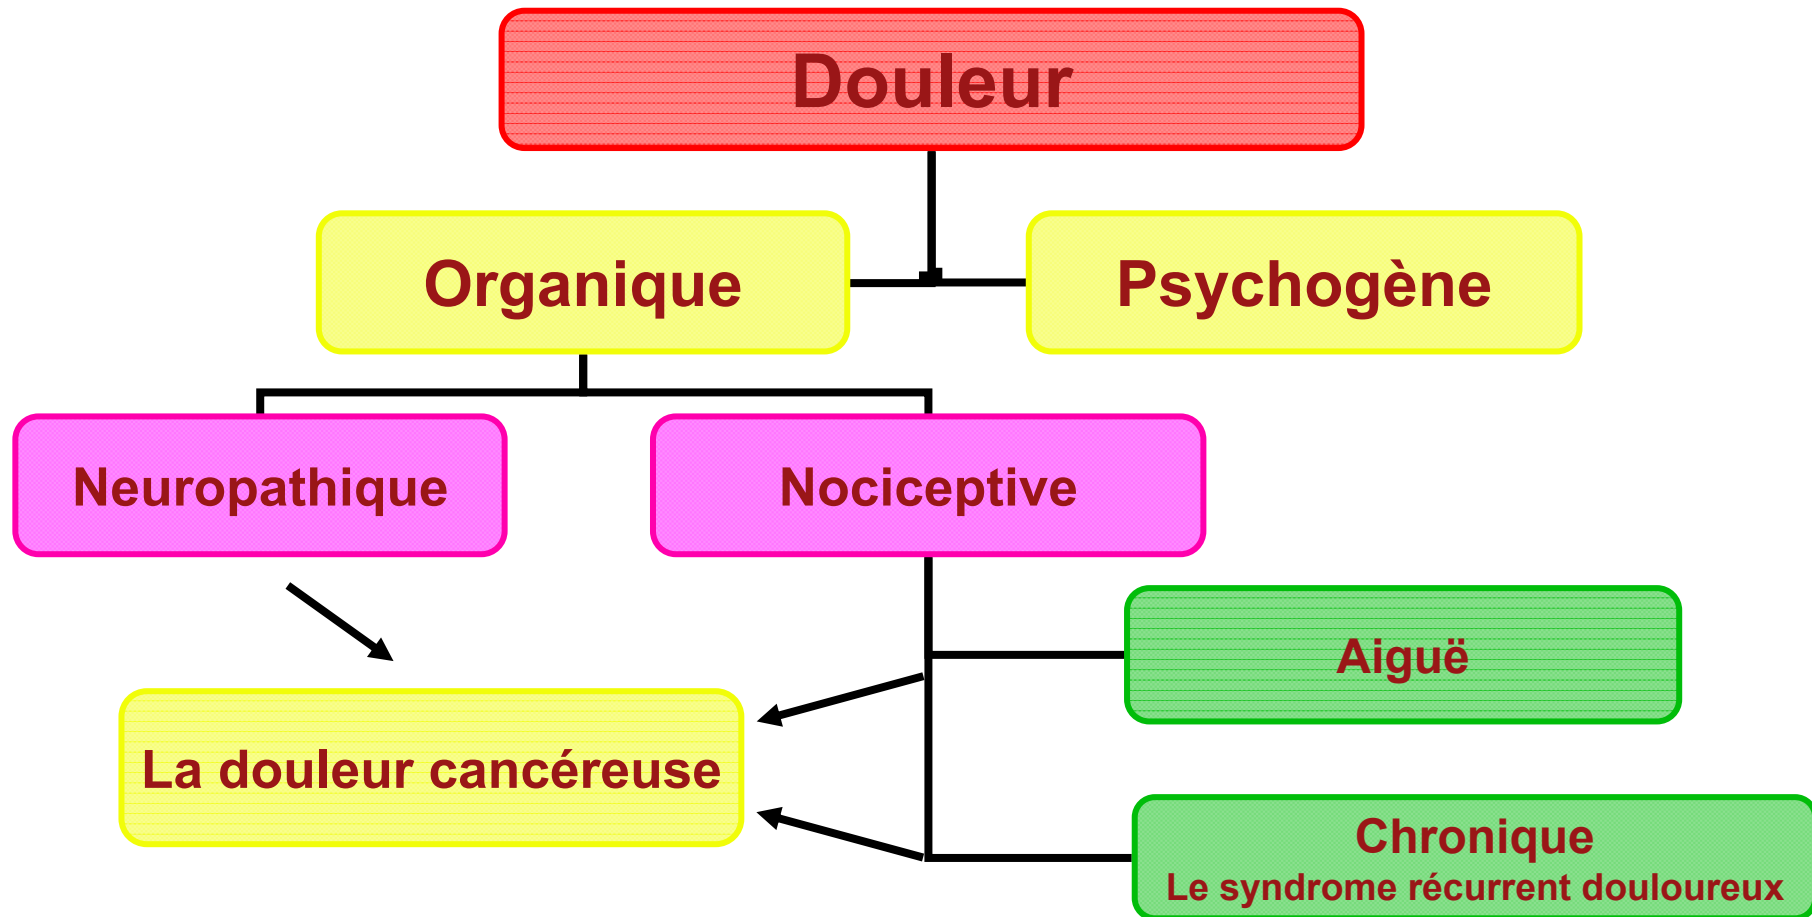 Douleur
Organique
Psychogène
Neuropathique
Nociceptive
Aiguë
La douleur cancéreuse
Chronique
Le syndrome récurrent douloureux